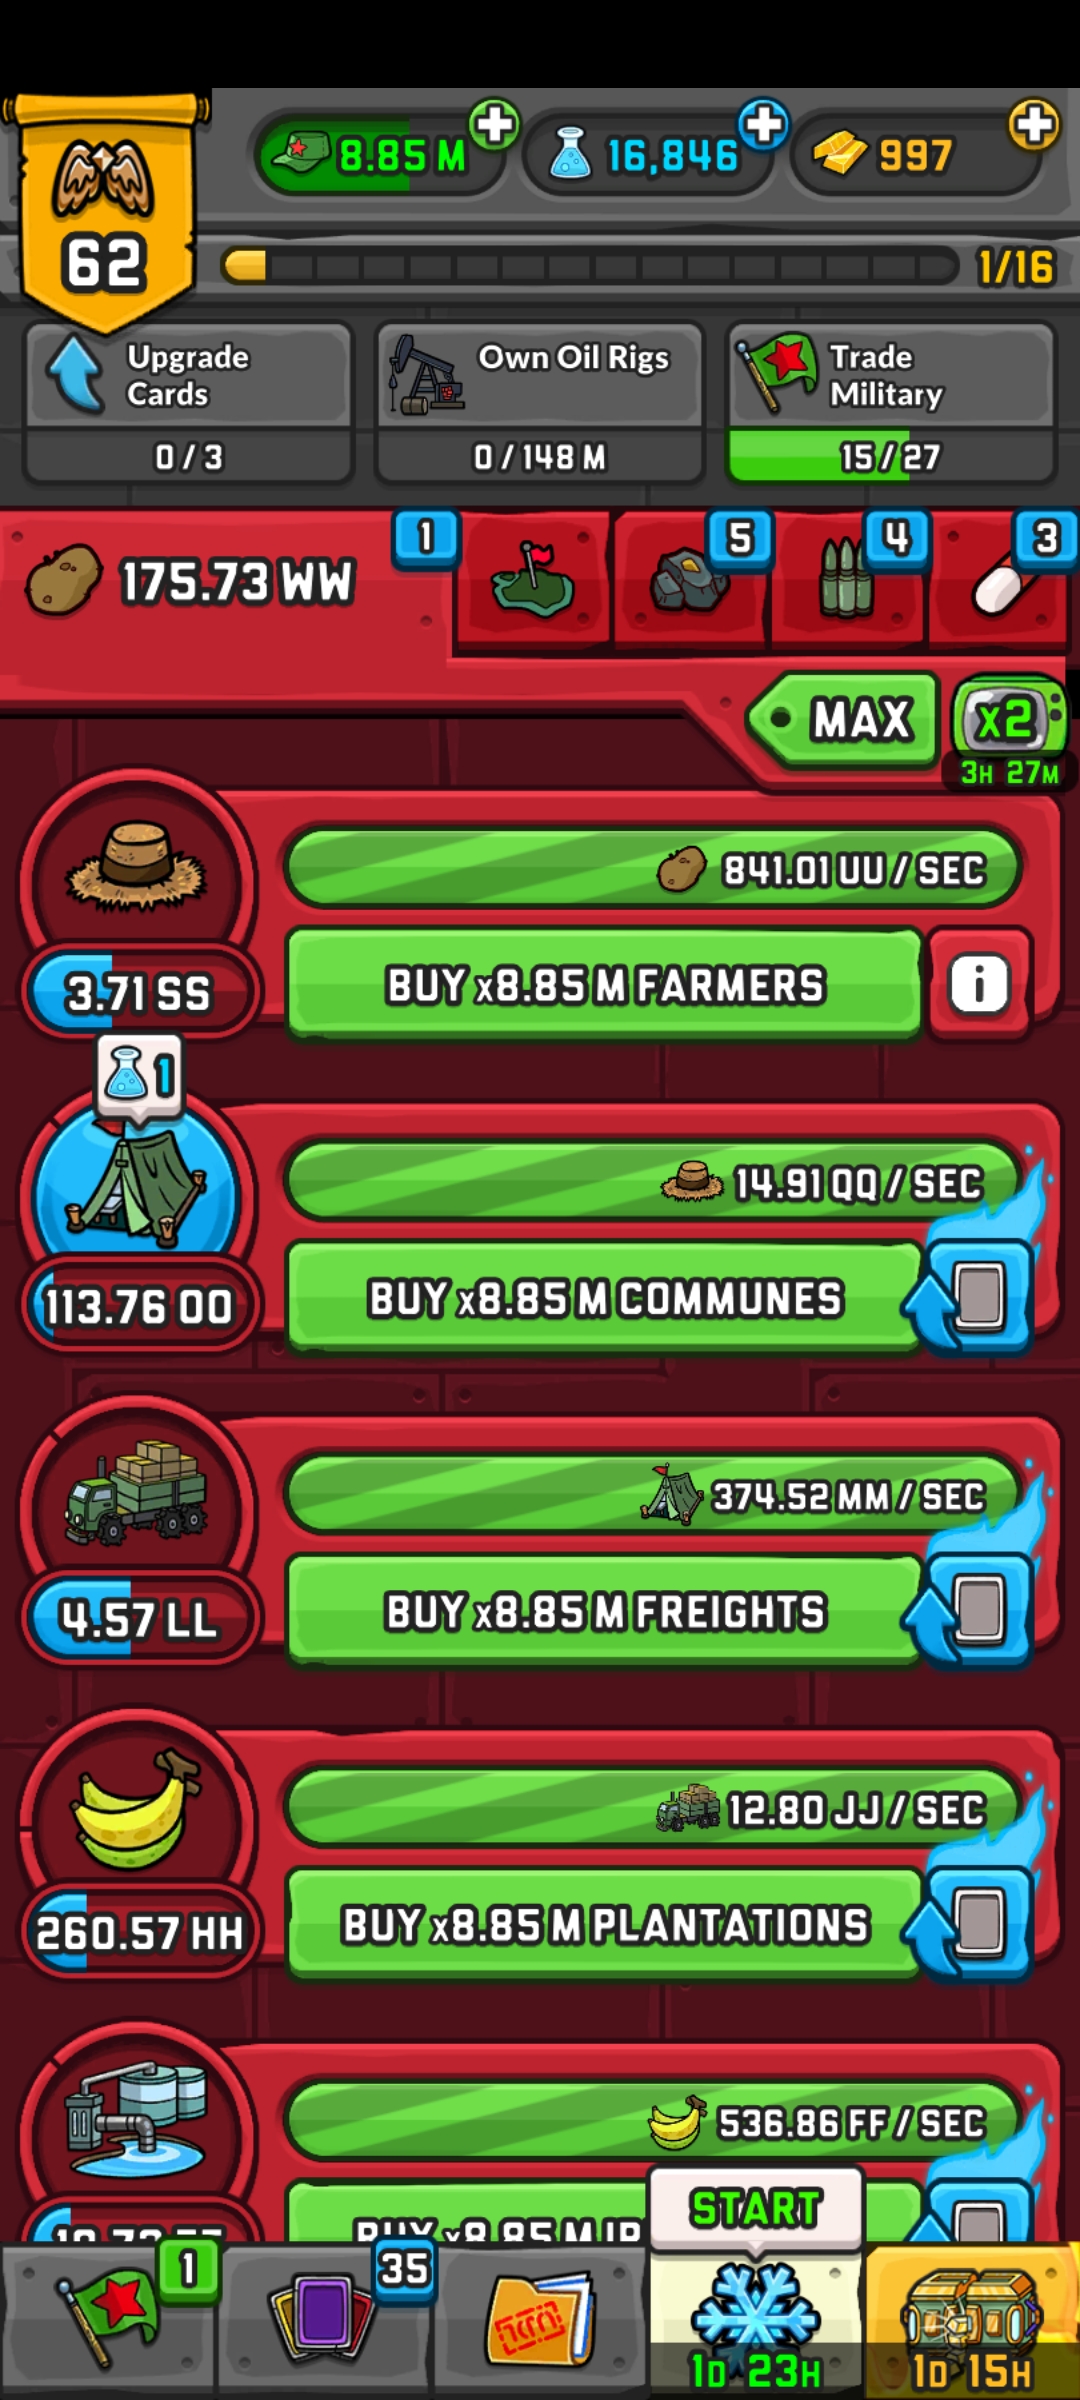 8.85 M
16,846
997
62
1/16
Upgrade
Cards
0 / 3
Own Oil Rigs
0 / 148 M
Trade
Military
15 / 27
175.73 WW
1
5
4
3
MAX
x2
3H 27M
841.01 UU / SEC
3.71 SS
BUY x8.85 M FARMERS
i
1
14.91 QQ / SEC
113.76 OO
BUY x8.85 M COMMUNES
374.52 MM / SEC
4.57 LL
BUY x8.85 M FREIGHTS
12.80 JJ / SEC
260.57 HH
BUY x8.85 M PLANTATIONS
536.86 FF / SEC
BUY x8.85 M
START
1
35
1D 23H
1D 15H